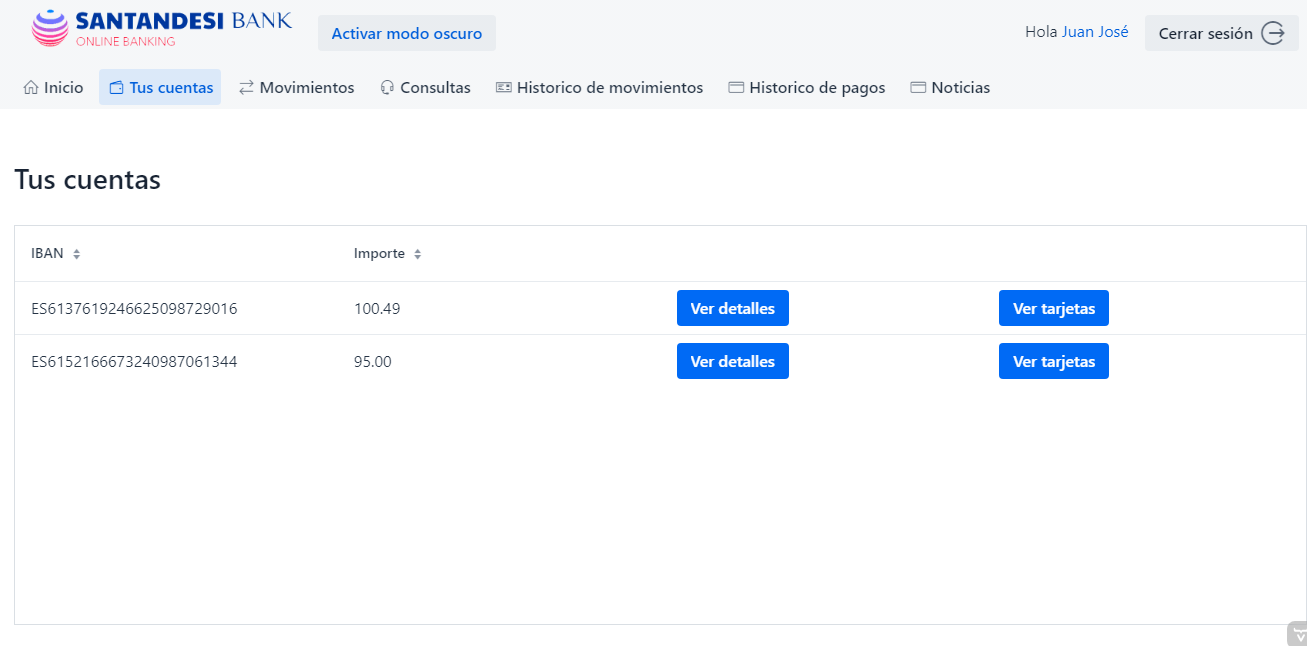 SANTANDESI BANK
ONLINE BANKING
Activar modo oscuro
Hola Juan José
Cerrar sesión
Inicio Tus cuentas Movimientos Consultas Historico de movimientos Historico de pagos Noticias
Tus cuentas
IBAN Importe
ES6137619246625098729016 100.49 Ver detalles Ver tarjetas
ES6152166673240987061344 95.00 Ver detalles Ver tarjetas